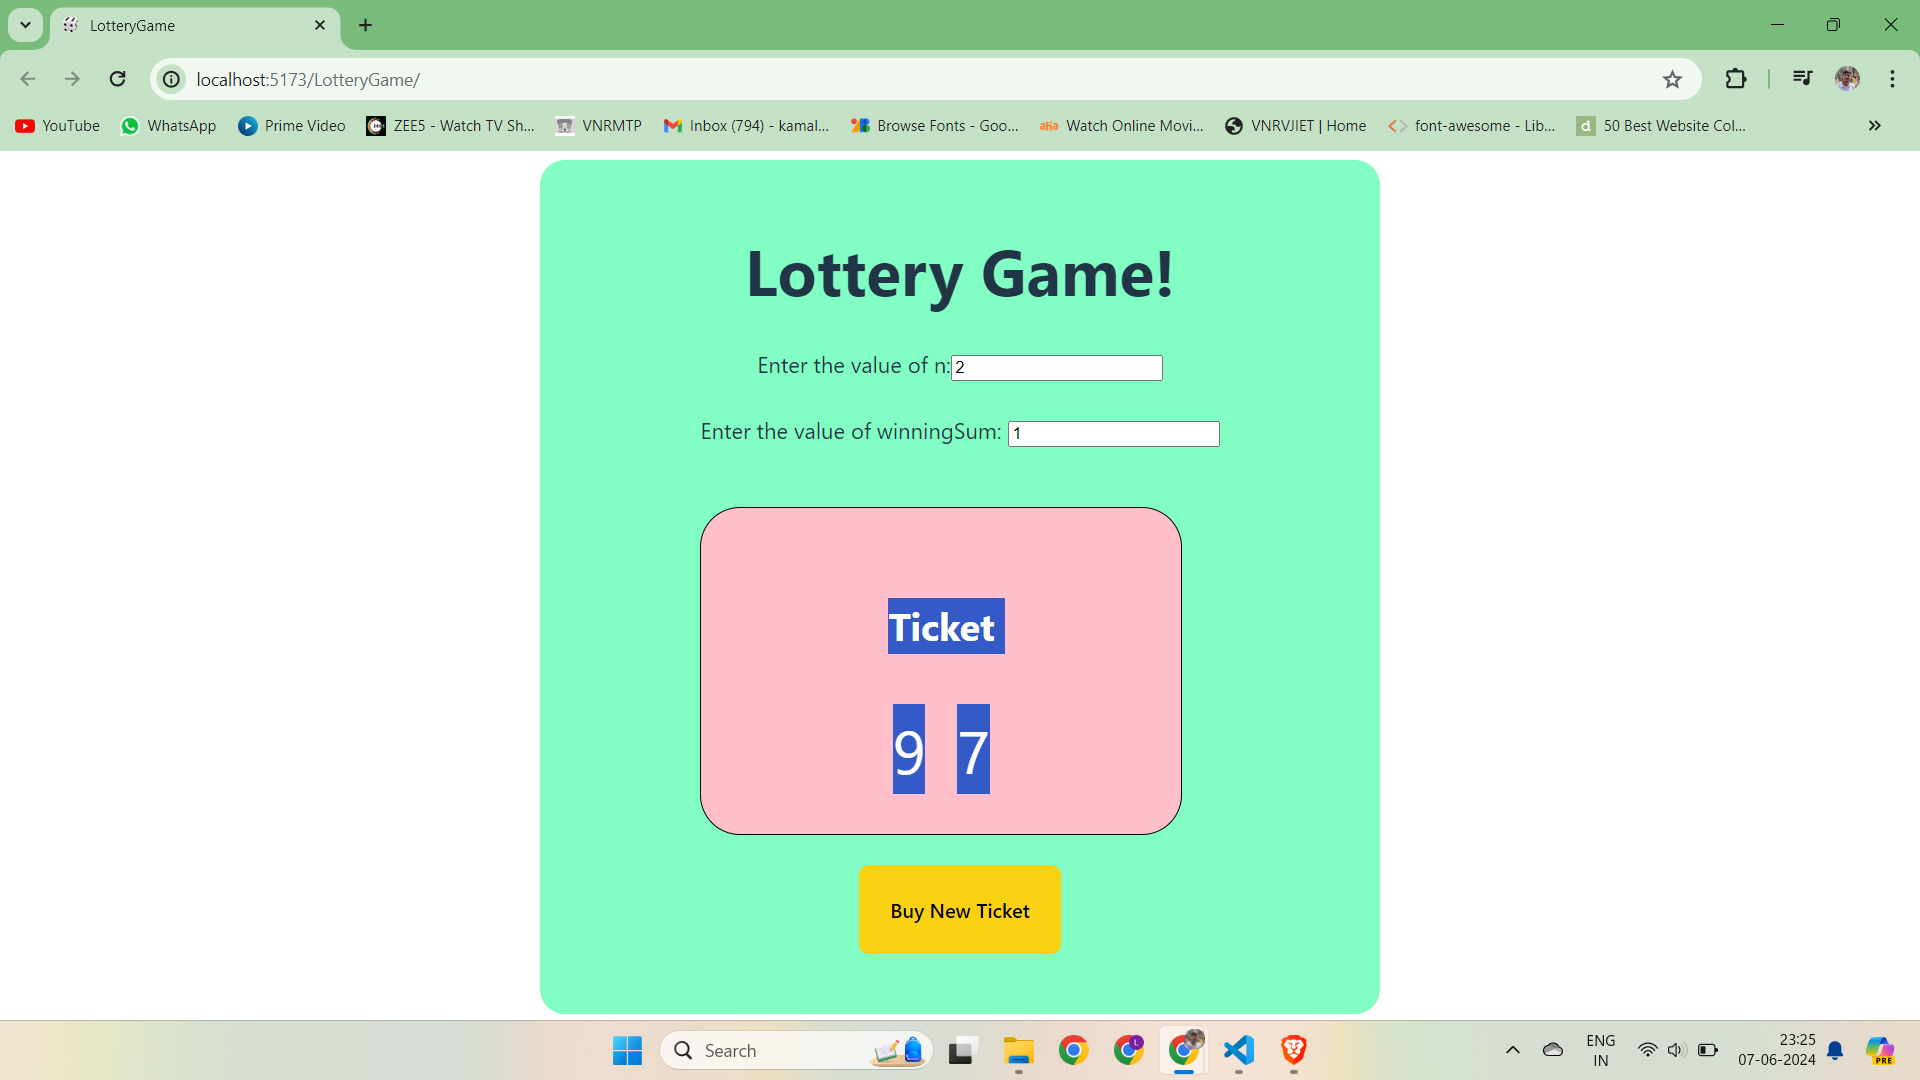 LotteryGame
localhost:5173/LotteryGame/
YouTube WhatsApp Prime Video ZEE5 - Watch TV Sh... VNRMTP Inbox (794) - kamal... Browse Fonts - Goo... aha Watch Online Movi... VNRVJIET | Home font-awesome - Lib... d 50 Best Website Col...
Lottery Game!
Enter the value of n: 2
Enter the value of winningSum: 1
Ticket
9 7
Buy New Ticket
Search
L
ENG
IN
23:25
07-06-2024
PRE